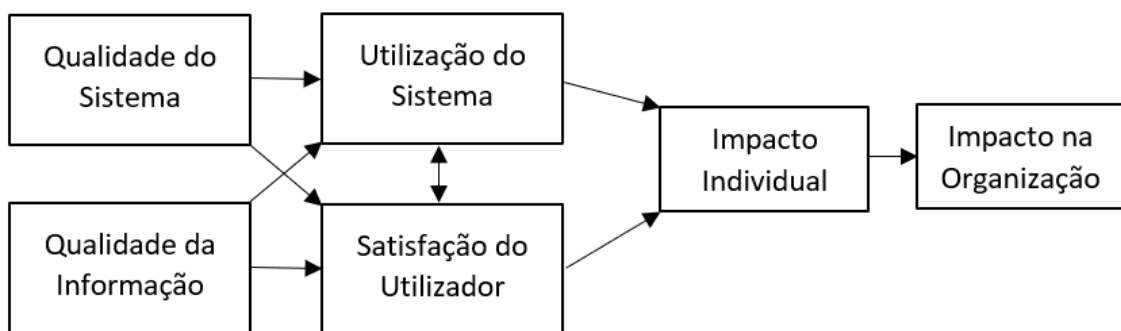 Qualidade do
Sistema
Utilização do
Sistema
Impacto
Individual
Impacto na
Organização
Qualidade da
Informação
Satisfação do
Utilizador